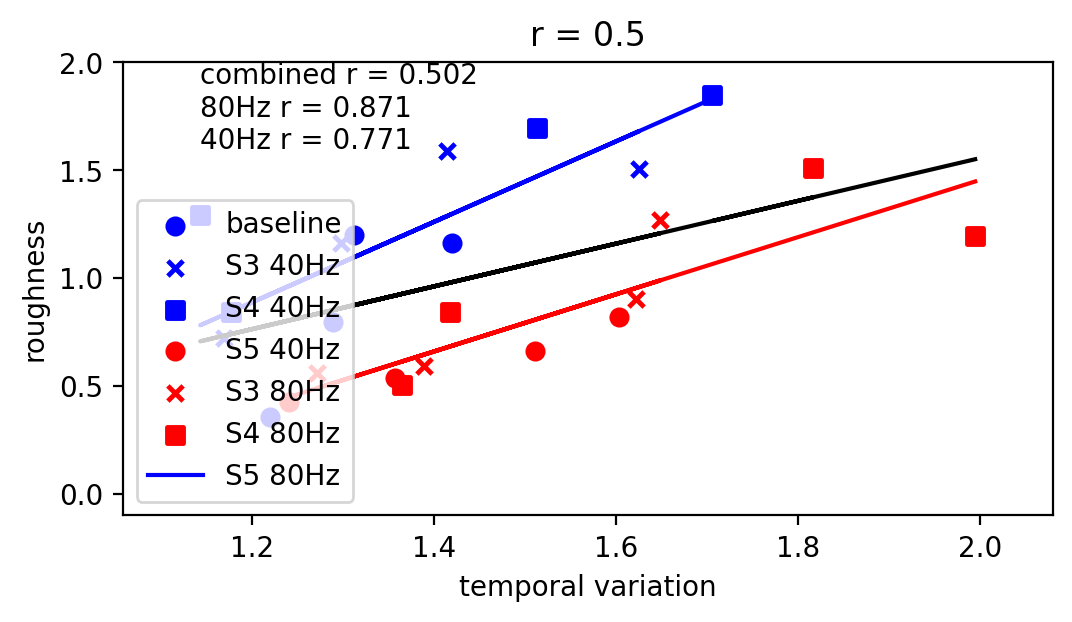 r = 0.5
combined r = 0.502
80Hz r = 0.871
40Hz r = 0.771
baseline
S3 40Hz
S4 40Hz
S5 40Hz
S3 80Hz
S4 80Hz
S5 80Hz
roughness
2.0
1.5
1.0
0.5
0.0
1.2 1.4 1.6 1.8 2.0
temporal variation